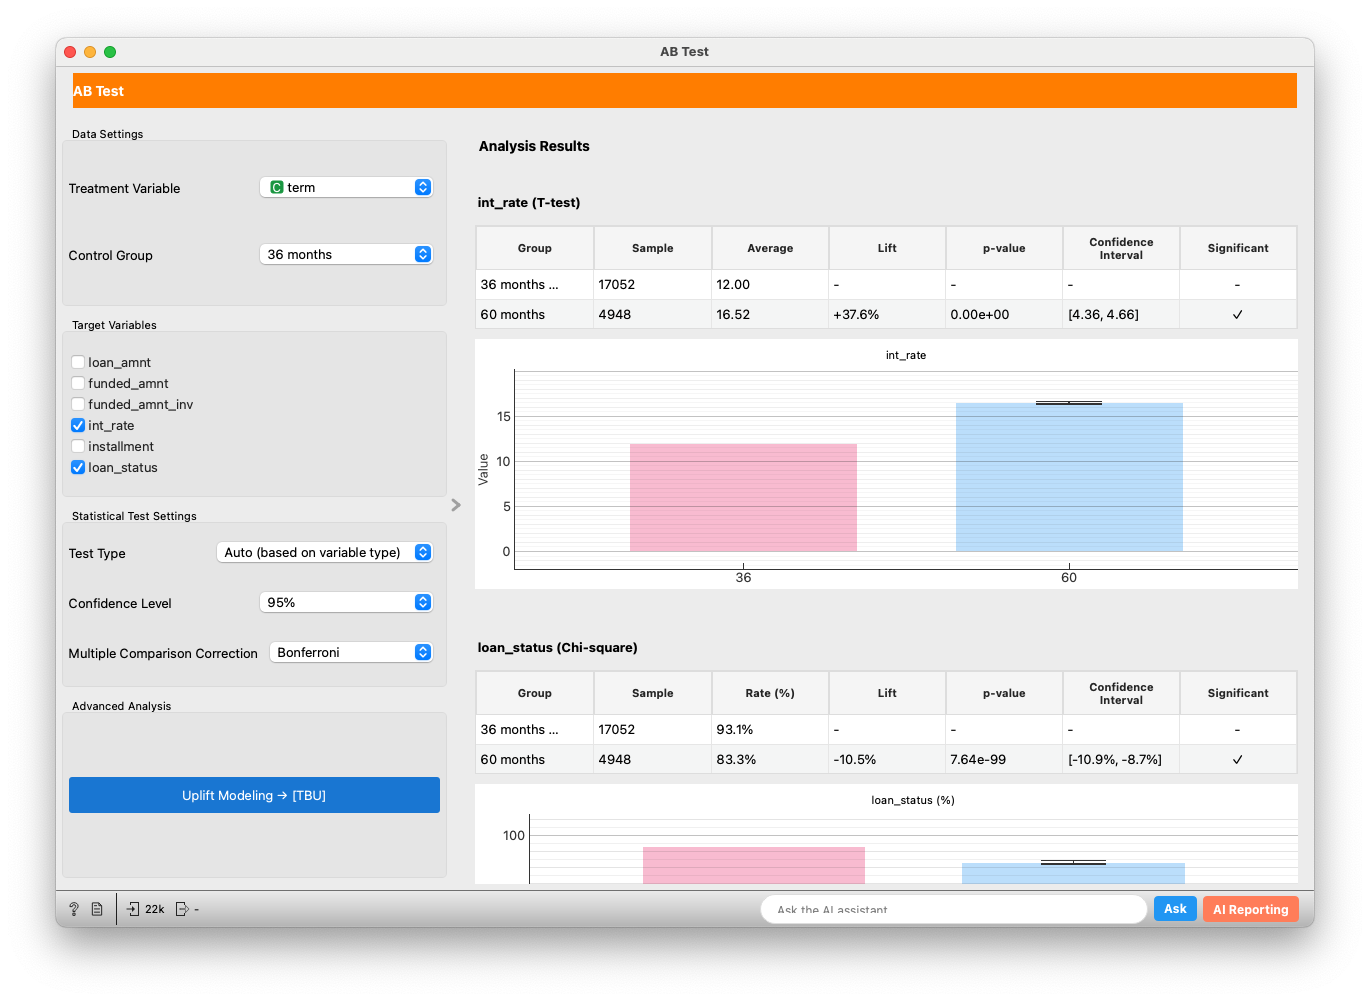 AB Test
AB Test
Data Settings
Treatment Variable
C term
Control Group
36 months
Target Variables
loan_amnt
funded_amnt
funded_amnt_inv
int_rate
installment
loan_status
Statistical Test Settings
Test Type
Auto (based on variable type)
Confidence Level
95%
Multiple Comparison Correction
Bonferroni
Advanced Analysis
Uplift Modeling → [TBU]
Analysis Results
int_rate (T-test)
Group Sample Average Lift p-value Confidence Interval Significant
36 months ... 17052 12.00 - - - -
60 months 4948 16.52 +37.6% 0.00e+00 [4.36, 4.66] ✓
int_rate
Value
15
10
5
0
36 60
loan_status (Chi-square)
Group Sample Rate (%) Lift p-value Confidence Interval Significant
36 months ... 17052 93.1% - - - -
60 months 4948 83.3% -10.5% 7.64e-99 [-10.9%, -8.7%] ✓
loan_status (%)
100
? 22k -
Ask the AI assistant
Ask
AI Reporting